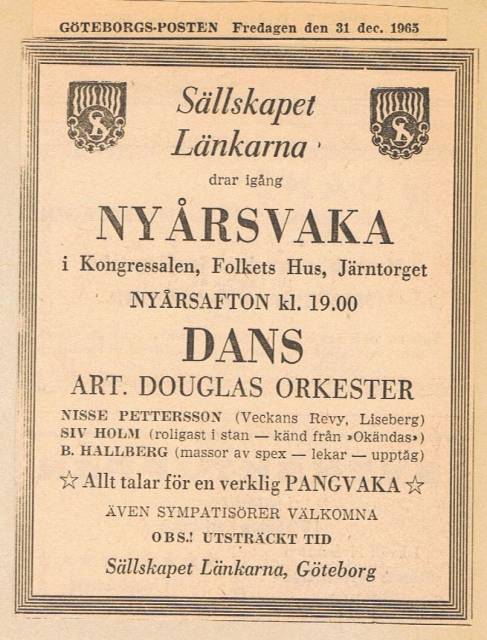 GÖTEBORGS-POSTEN Fredagen den 31 dec. 1965
Sällskapet
Länkarna
drar igång
NYÅRSVAKA
i Kongressalen, Folkets Hus, Järntorget
NYÅRSAFTON kl. 19.00
DANS
ART. DOUGLAS ORKESTER
NISSE PETTERSSON (Veckans Revy, Liseberg)
SIV HOLM (roligast i stan — känd från »Okändas»)
B. HALLBERG (massor av spex — lekar — upptåg)
☆ Allt talar för en verklig PANGVAKA ☆
ÄVEN SYMPATISÖRER VÄLKOMNA
OBS.! UTSTRÄCKT TID
Sällskapet Länkarna, Göteborg